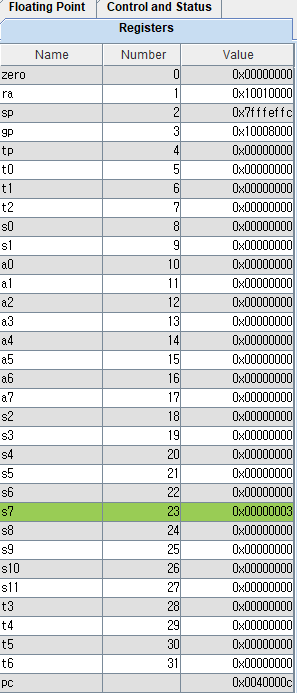 Floating Point Control and Status
Registers
Name Number Value
zero 0 0x00000000
ra 1 0x10010000
sp 2 0x7fffeffc
gp 3 0x10008000
tp 4 0x00000000
t0 5 0x00000000
t1 6 0x00000000
t2 7 0x00000000
s0 8 0x00000000
s1 9 0x00000000
a0 10 0x00000000
a1 11 0x00000000
a2 12 0x00000000
a3 13 0x00000000
a4 14 0x00000000
a5 15 0x00000000
a6 16 0x00000000
a7 17 0x00000000
s2 18 0x00000000
s3 19 0x00000000
s4 20 0x00000000
s5 21 0x00000000
s6 22 0x00000000
s7 23 0x00000003
s8 24 0x00000000
s9 25 0x00000000
s10 26 0x00000000
s11 27 0x00000000
t3 28 0x00000000
t4 29 0x00000000
t5 30 0x00000000
t6 31 0x00000000
pc 0x0040000c